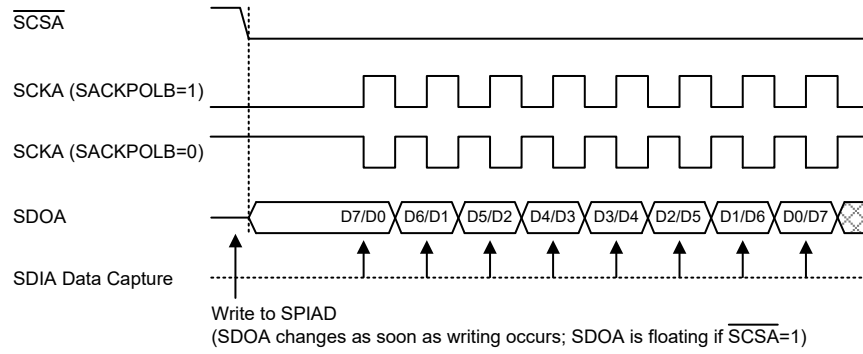 SCSA
SCKA (SACKPOLB=1)
SCKA (SACKPOLB=0)
SDOA
D7/D0 D6/D1 D5/D2 D4/D3 D3/D4 D2/D5 D1/D6 D0/D7
SDIA Data Capture
Write to SPIAD
(SDOA changes as soon as writing occurs; SDOA is floating if SCSA=1)